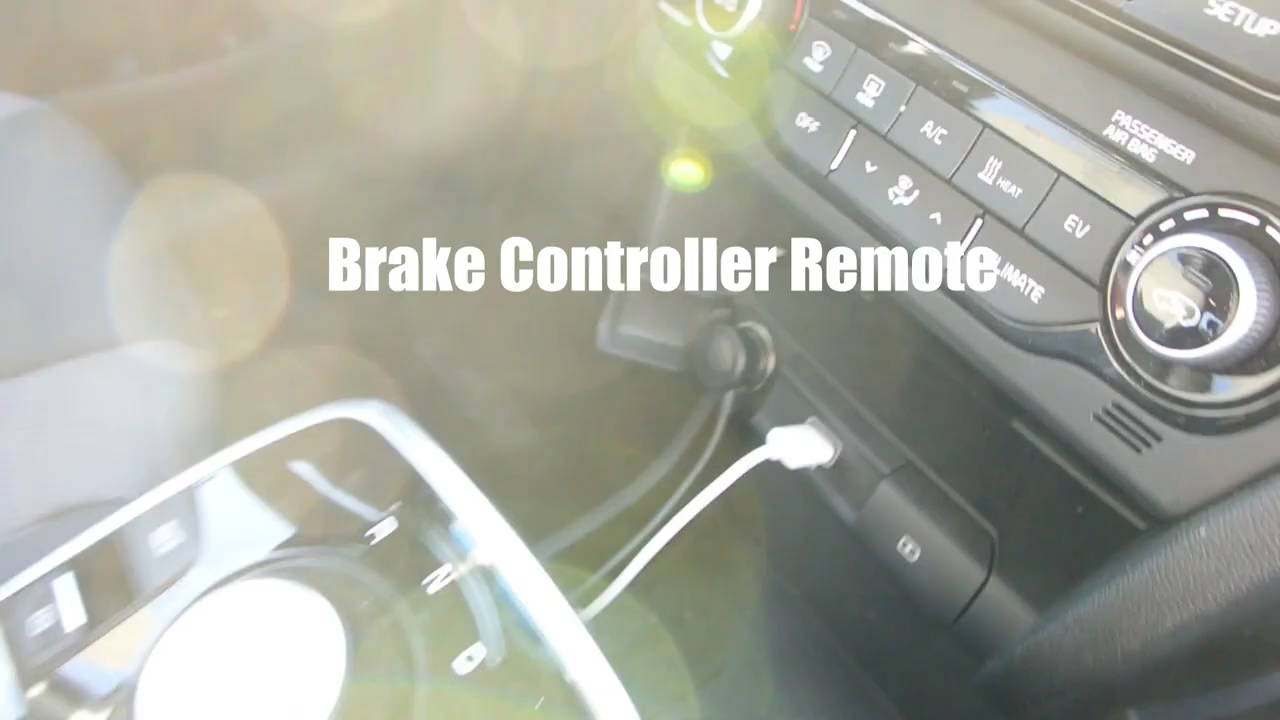 SETUP
PASSENGER
AIR BAG
OFF
A/C
HEAT
EV
Brake Controller Remote
CLIMATE
R
N
D